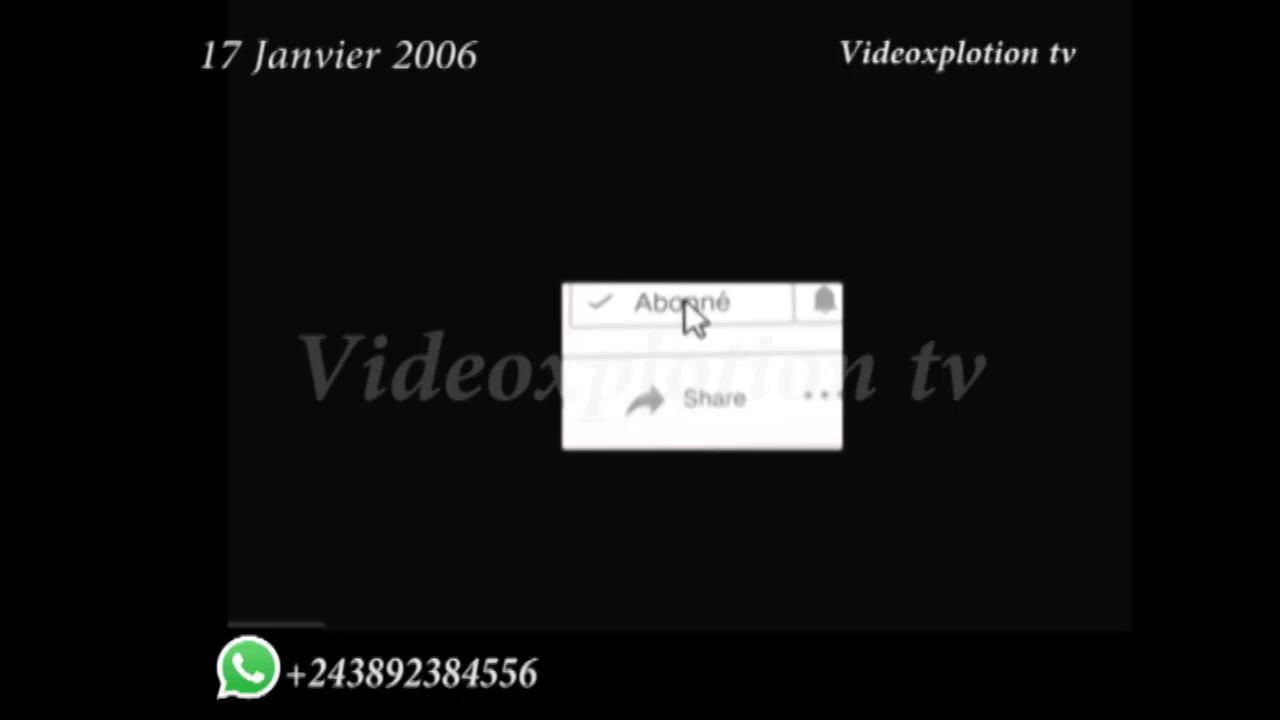 17 Janvier 2006
Videoxplotion tv
Abonné
Videoxplotion tv
Share
+243892384556